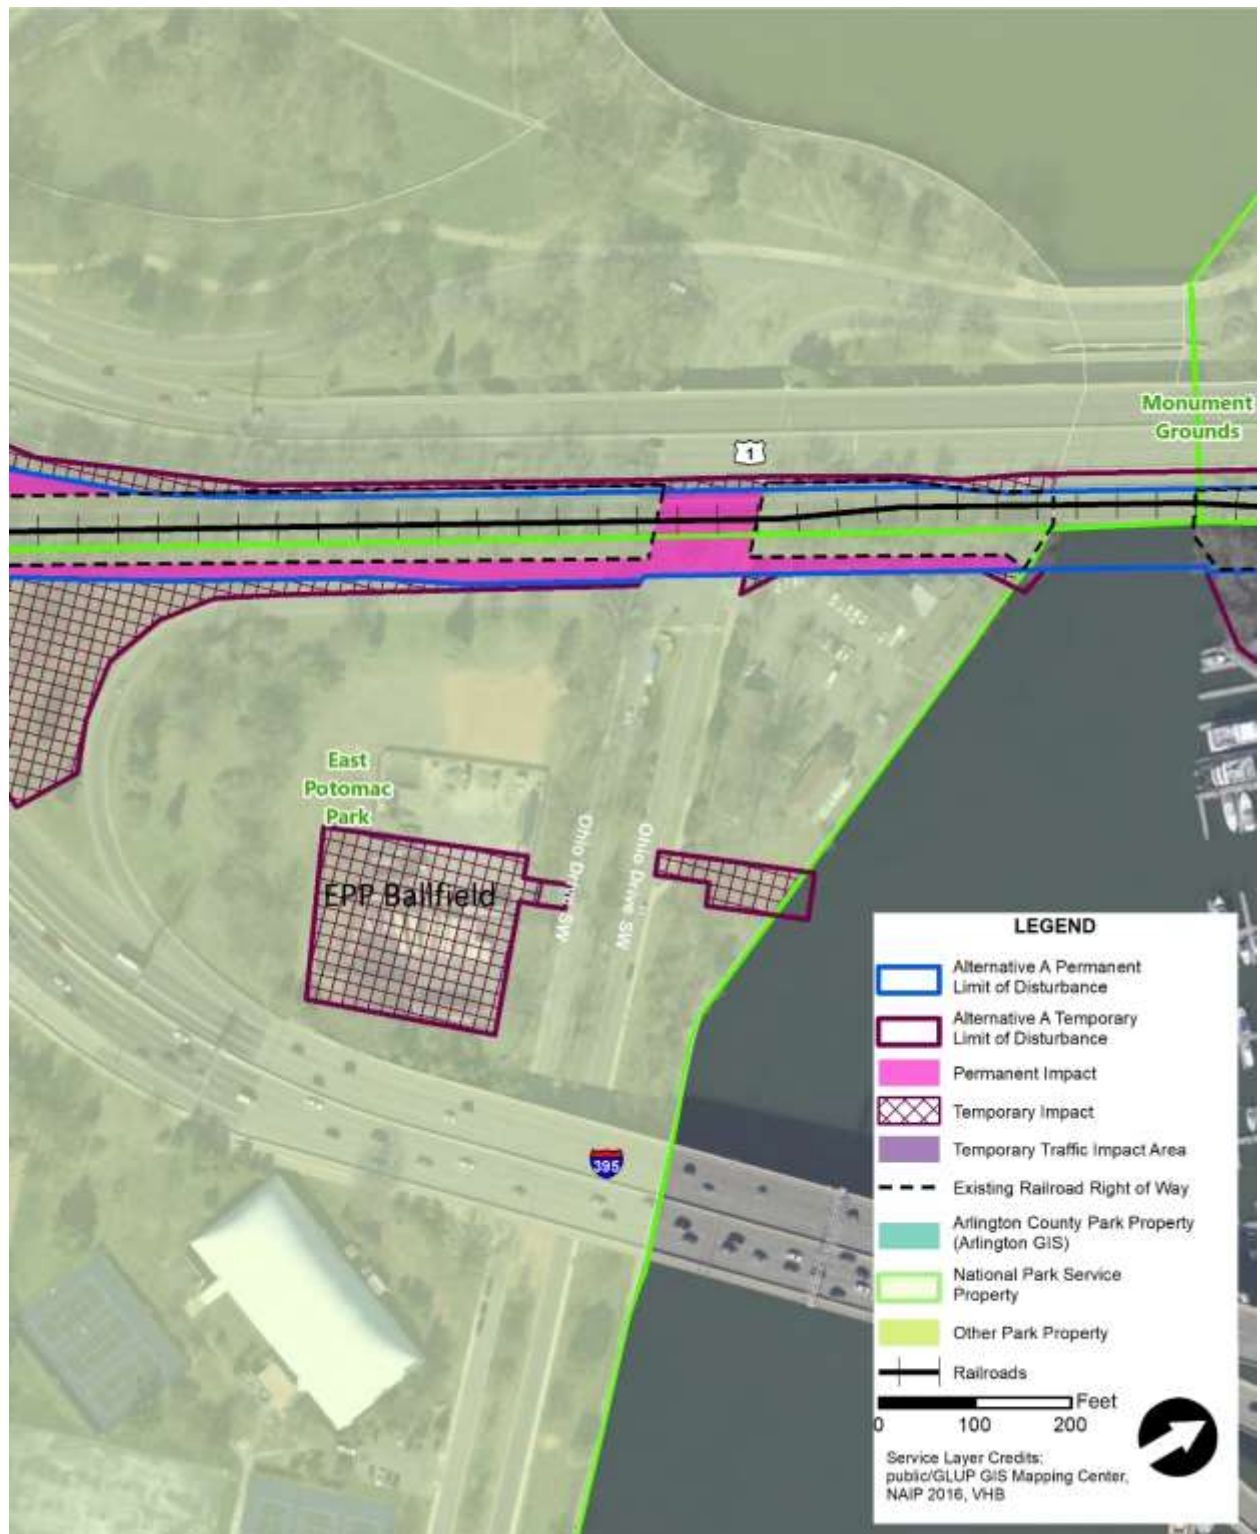 Monument
Grounds
1
East
Potomac
Park
EPP Ballfield
Ohio Drive SW
Ohio Drive SW
395
LEGEND
Alternative A Permanent
Limit of Disturbance
Alternative A Temporary
Limit of Disturbance
Permanent Impact
Temporary Impact
Temporary Traffic Impact Area
Existing Railroad Right of Way
Arlington County Park Property
(Arlington GIS)
National Park Service
Property
Other Park Property
Railroads
Feet
0 100 200
Service Layer Credits:
public/GLUP GIS Mapping Center,
NAIP 2016, VHB